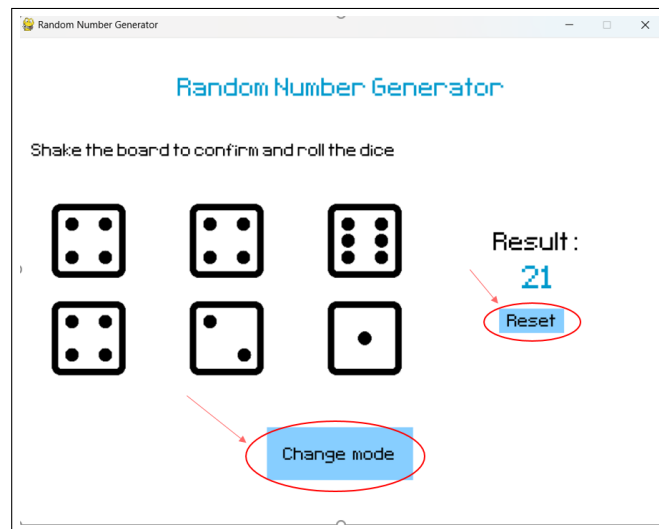 Random Number Generator
Random Number Generator
Shake the board to confirm and roll the dice
Result:
21
Reset
Change mode